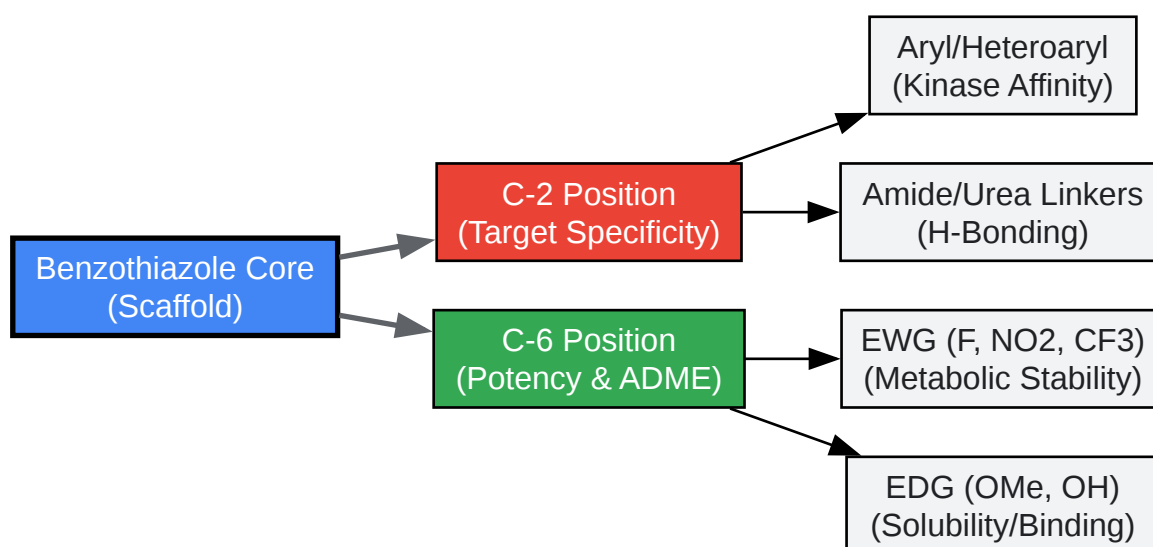 Benzothiazole Core
(Scaffold)
C-2 Position
(Target Specificity)
C-6 Position
(Potency & ADME)
Aryl/Heteroaryl
(Kinase Affinity)
Amide/Urea Linkers
(H-Bonding)
EWG (F, NO2, CF3)
(Metabolic Stability)
EDG (OMe, OH)
(Solubility/Binding)